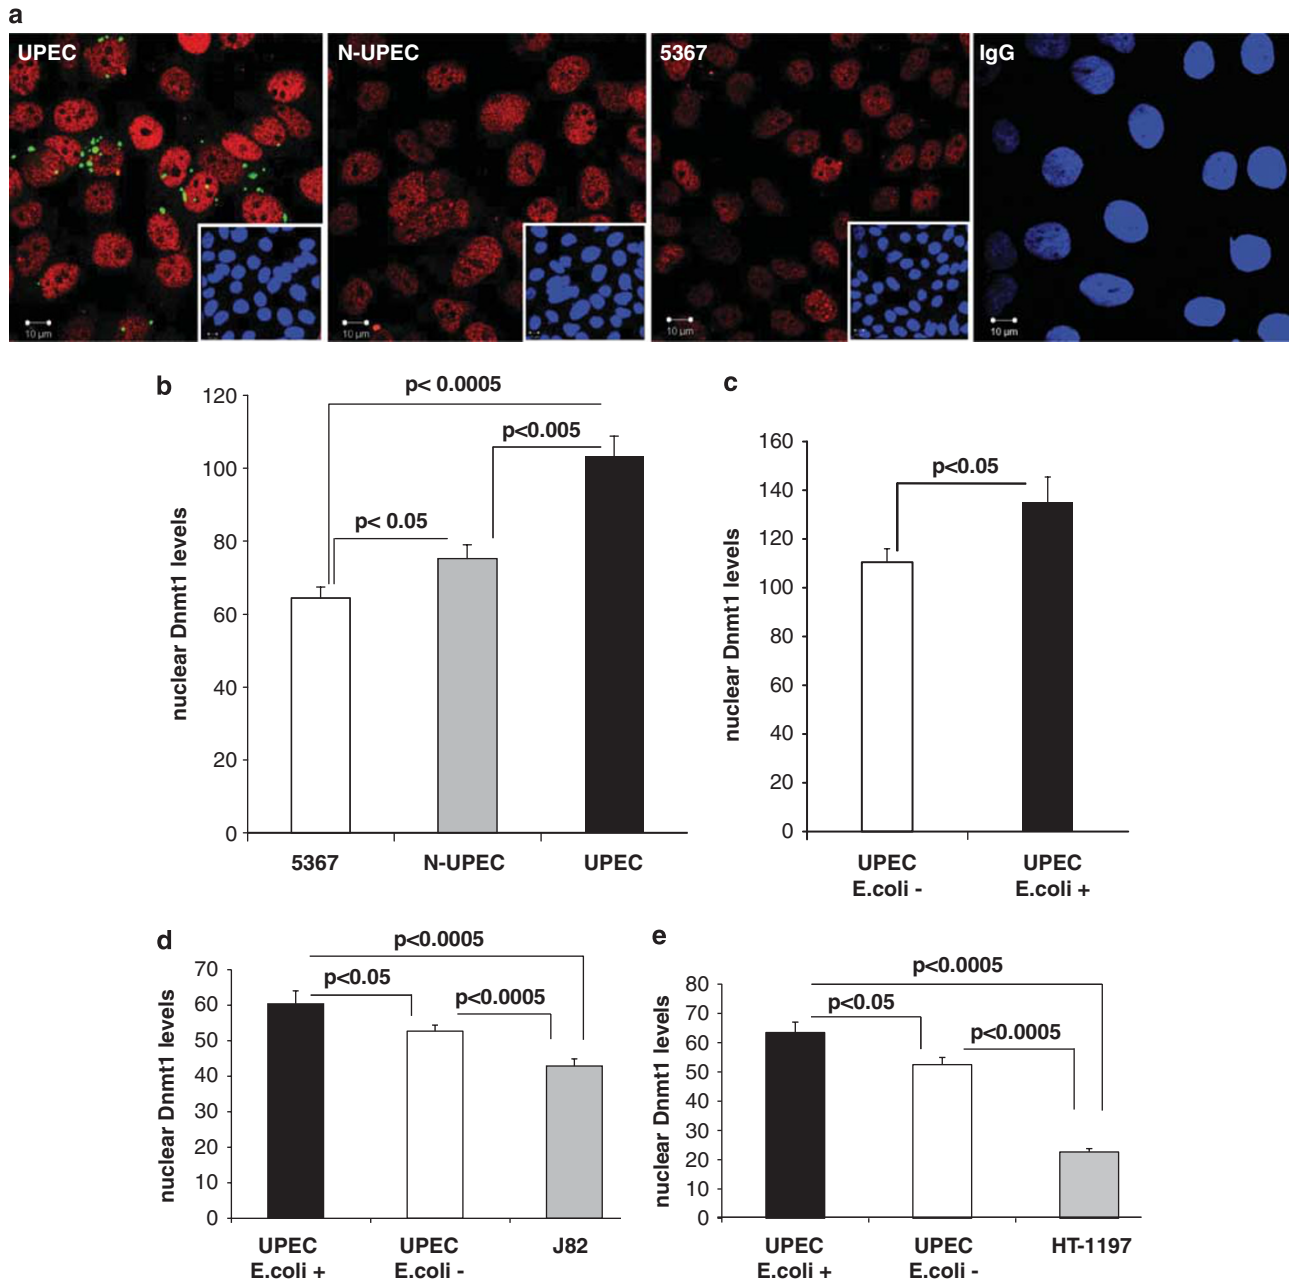 a
UPEC
N-UPEC
5367
IgG
10 µm
10 µm
10 µm
10 µm
b
nuclear Dnmt1 levels
120
100
80
60
40
20
0
p< 0.0005
p<0.005
p< 0.05
5367
N-UPEC
UPEC
c
nuclear Dnmt1 levels
160
140
120
100
80
60
40
20
0
p<0.05
UPEC
E.coli -
UPEC
E.coli +
d
nuclear Dnmt1 levels
70
60
50
40
30
20
10
0
p<0.0005
p<0.05
p<0.0005
UPEC
E.coli +
UPEC
E.coli -
J82
e
nuclear Dnmt1 levels
80
70
60
50
40
30
20
10
0
p<0.0005
p<0.05
p<0.0005
UPEC
E.coli +
UPEC
E.coli -
HT-1197